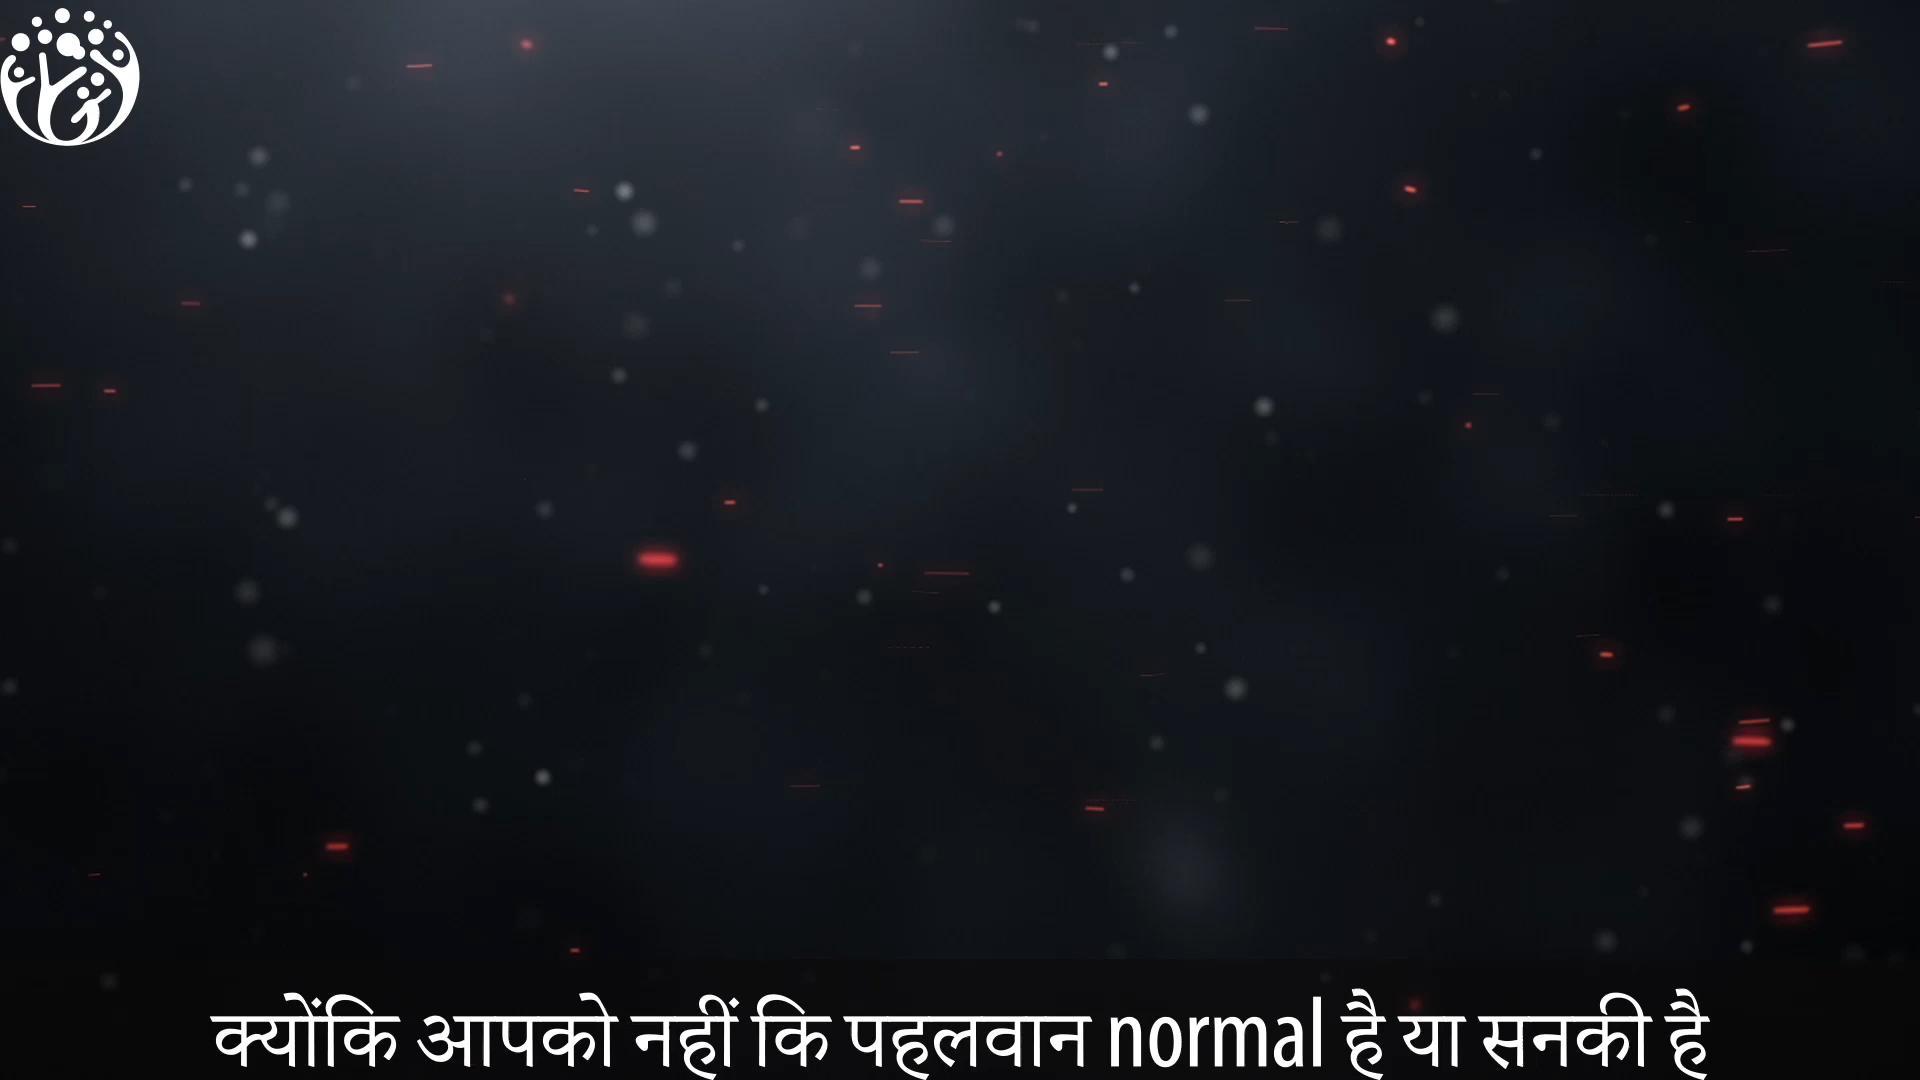 क्योंकि आपको नहीं कि पहलवान normal है या सनकी है